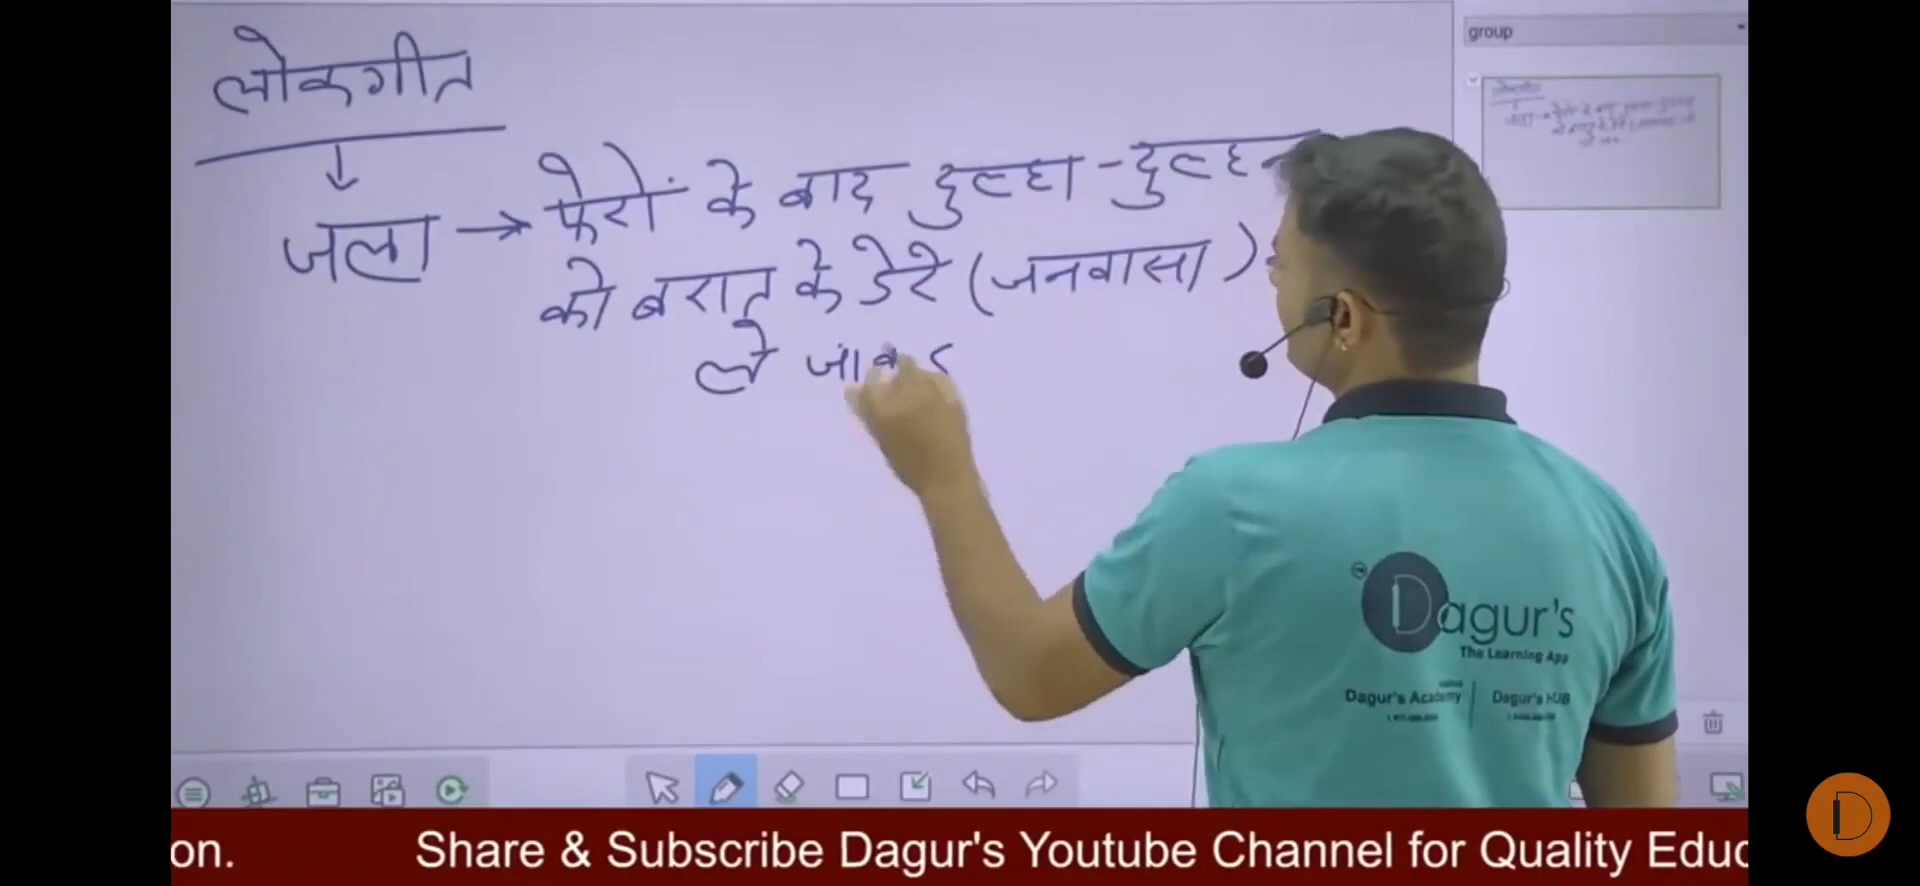 लोकगीत
↓
जला → फेरों के बाद दुल्हा-दुल्ह
को बरात के डेरे (जनवासा)
ले जाकर
group
Dagur's
The Learning App
Dagur's Academy | Dagur's HUB
on. Share & Subscribe Dagur's Youtube Channel for Quality Educ
D